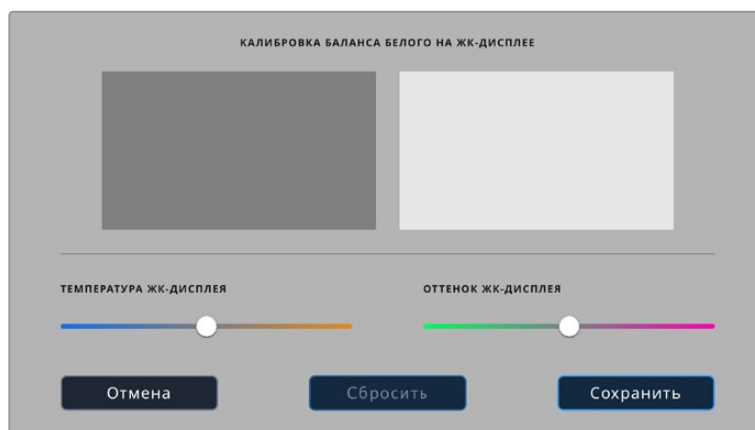 КАЛИБРОВКА БАЛАНСА БЕЛОГО НА ЖК-ДИСПЛЕЕ
ТЕМПЕРАТУРА ЖК-ДИСПЛЕЯ
ОТТЕНОК ЖК-ДИСПЛЕЯ
Отмена
Сбросить
Сохранить